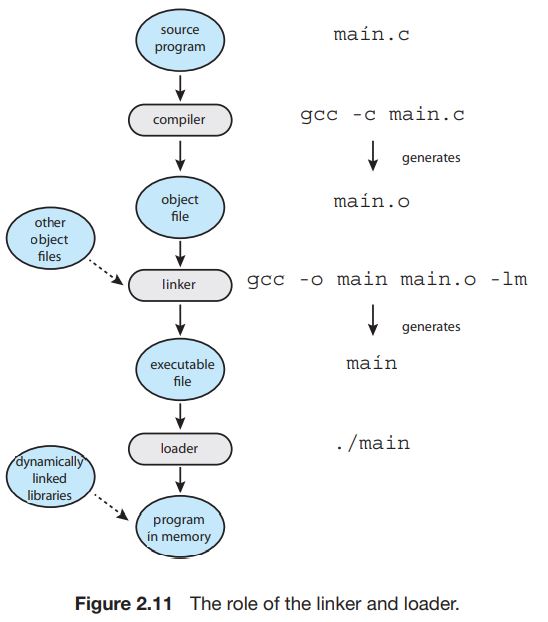 source
program
main.c
compiler
gcc -c main.c
generates
object
file
main.o
other
object
files
linker
gcc -o main main.o -lm
generates
executable
file
main
loader
./main
dynamically
linked
libraries
program
in memory
Figure 2.11 The role of the linker and loader.